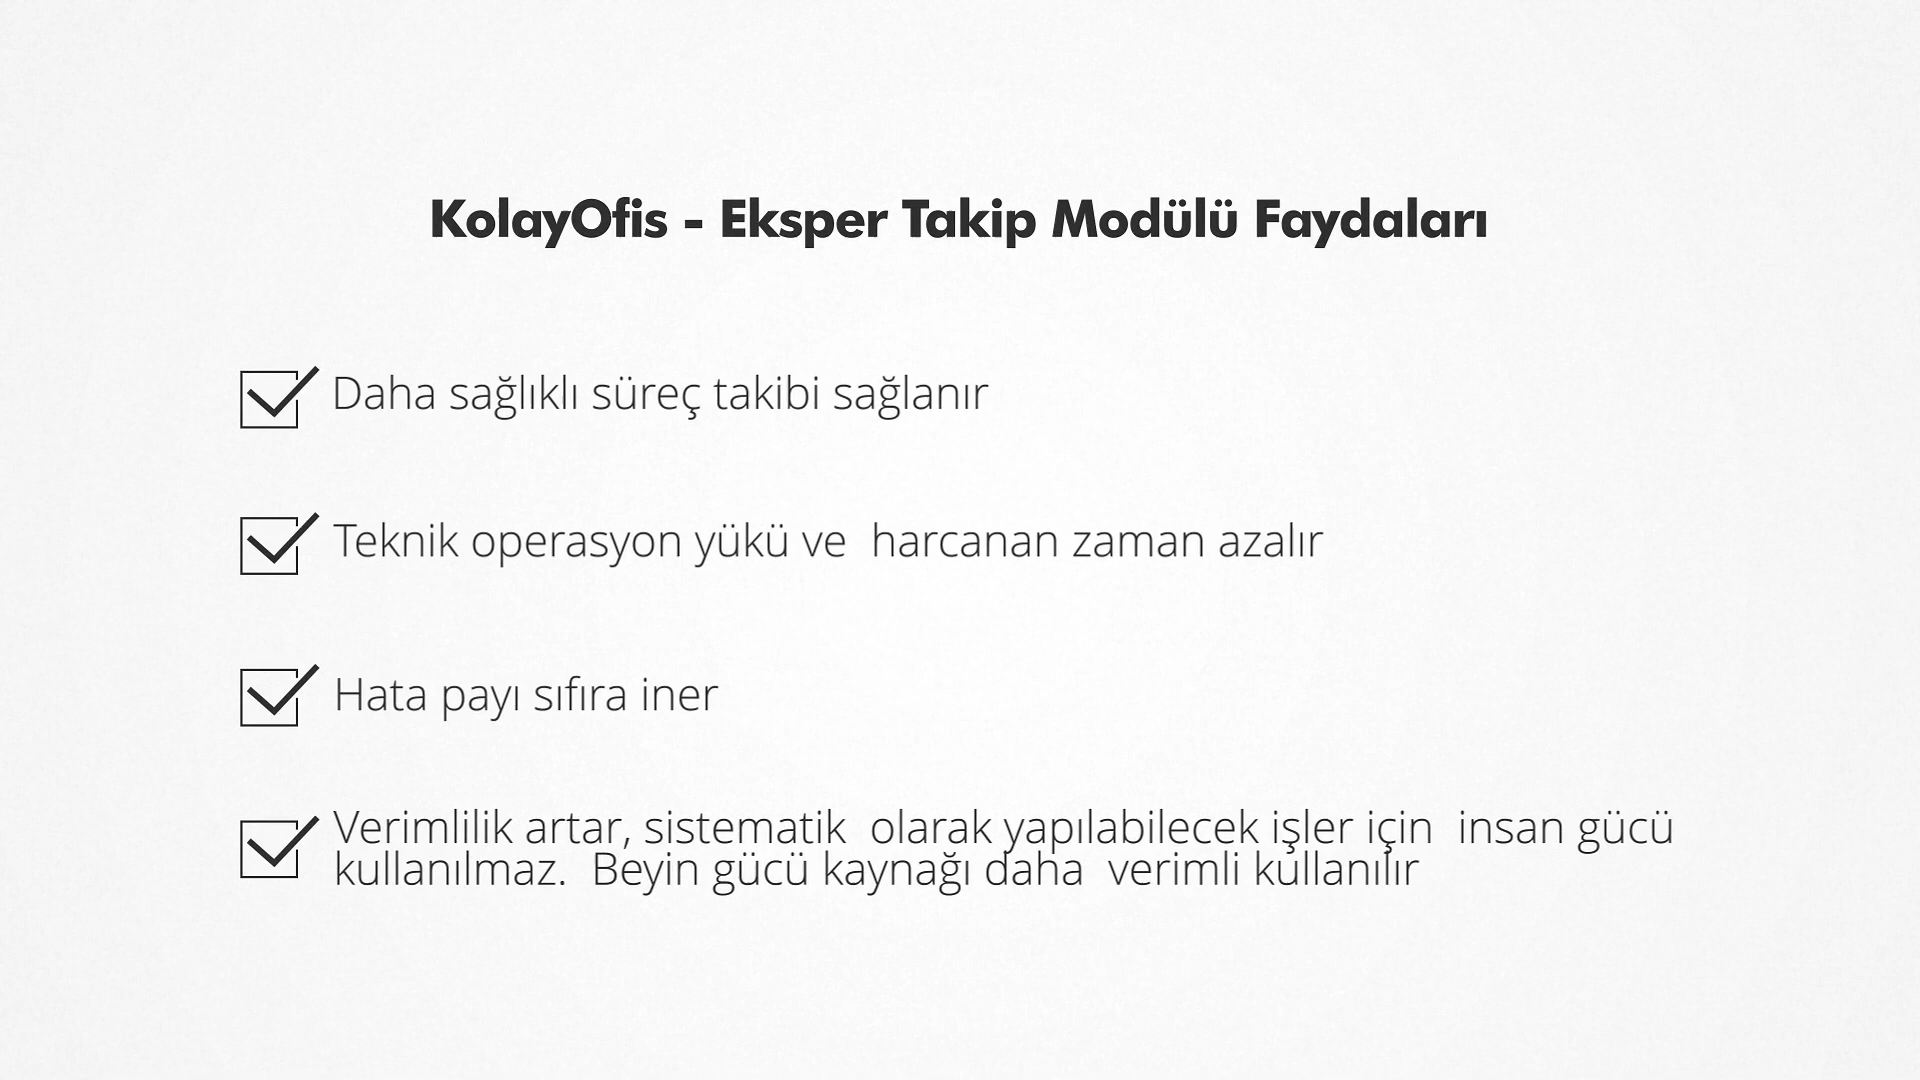 KolayOfis - Eksper Takip Modülü Faydaları
Daha sağlıklı süreç takibi sağlanır
Teknik operasyon yükü ve  harcanan zaman azalır
Hata payı sıfıra iner
Verimlilik artar, sistematik  olarak yapılabilecek işler için  insan gücü
kullanılmaz.  Beyin gücü kaynağı daha  verimli kullanılır